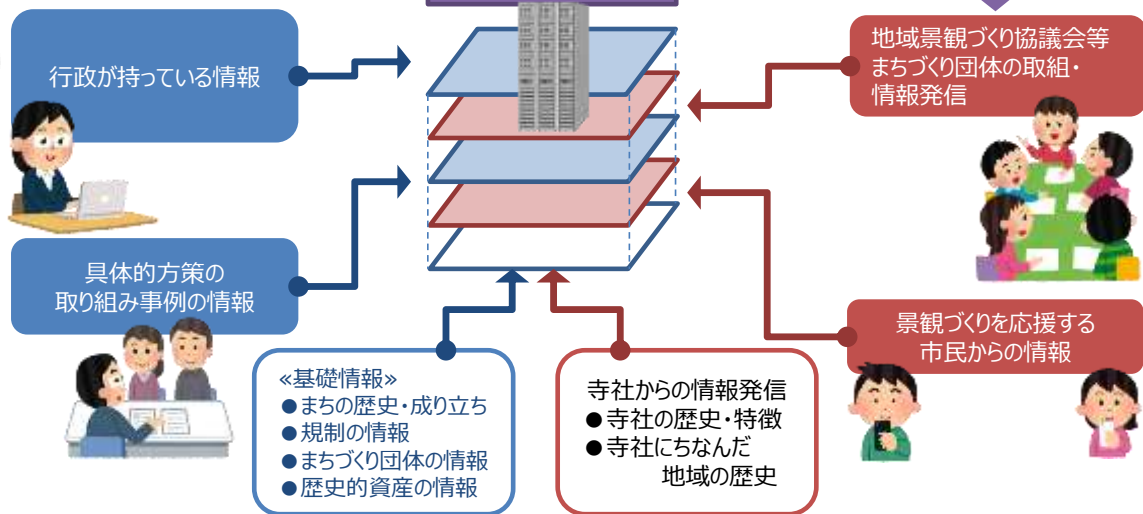 行政が持っている情報
地域景観づくり協議会等
まちづくり団体の取組・
情報発信
具体的方策の
取り組み事例の情報
景観づくりを応援する
市民からの情報
«基礎情報»
●まちの歴史・成り立ち
●規制の情報
●まちづくり団体の情報
●歴史的資産の情報
寺社からの情報発信
●寺社の歴史・特徴
●寺社にちなんだ
地域の歴史